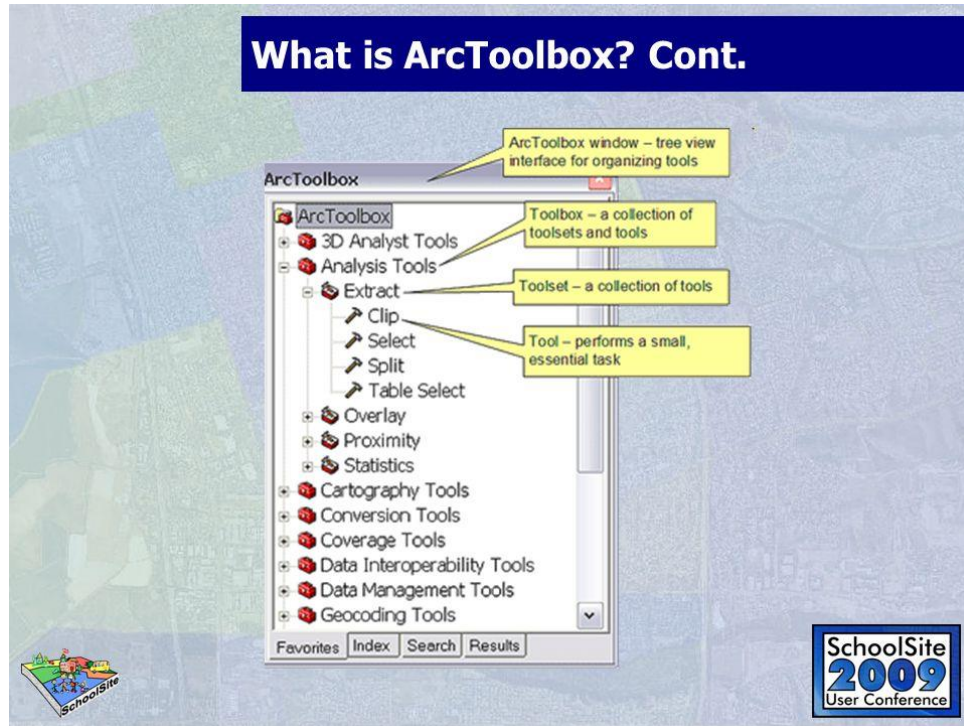 What is ArcToolbox? Cont.
ArcToolbox window – tree view
interface for organizing tools
ArcToolbox
ArcToolbox
Toolbox – a collection of
toolsets and tools
3D Analyst Tools
Analysis Tools
Extract
Toolset – a collection of tools
Clip
Tool – performs a small,
essential task
Select
Split
Table Select
Overlay
Proximity
Statistics
Cartography Tools
Conversion Tools
Coverage Tools
Data Interoperability Tools
Data Management Tools
Geocoding Tools
Favorites Index Search Results
SchoolSite
SchoolSite
2009
User Conference